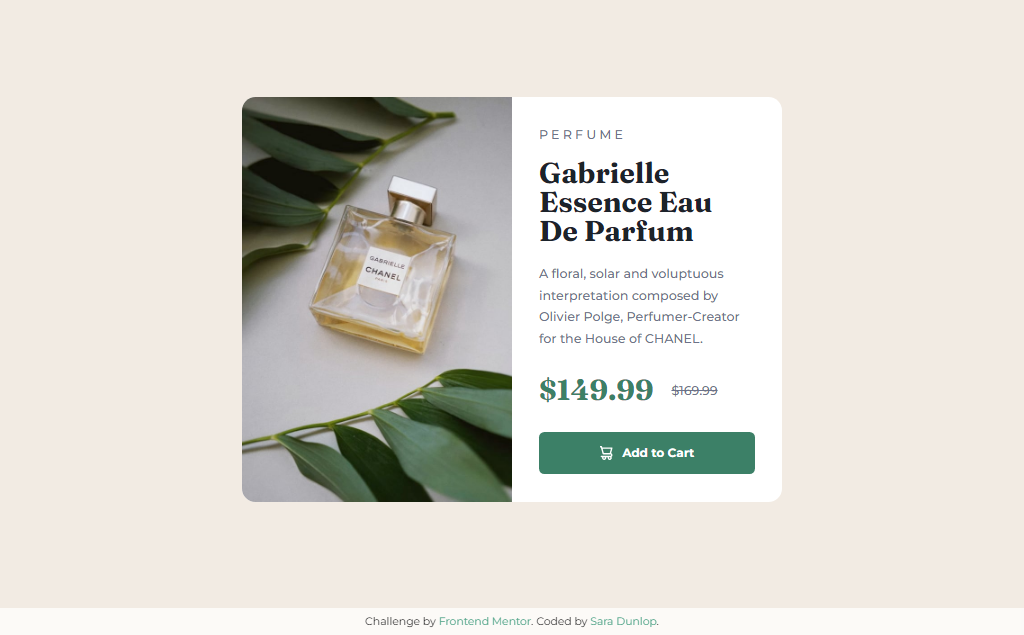 GABRIELLE
CHANEL
PARIS
PERFUME
Gabrielle
Essence Eau
De Parfum
A floral, solar and voluptuous
interpretation composed by
Olivier Polge, Perfumer-Creator
for the House of CHANEL.
$149.99 $169.99
Add to Cart
Challenge by Frontend Mentor. Coded by Sara Dunlop.